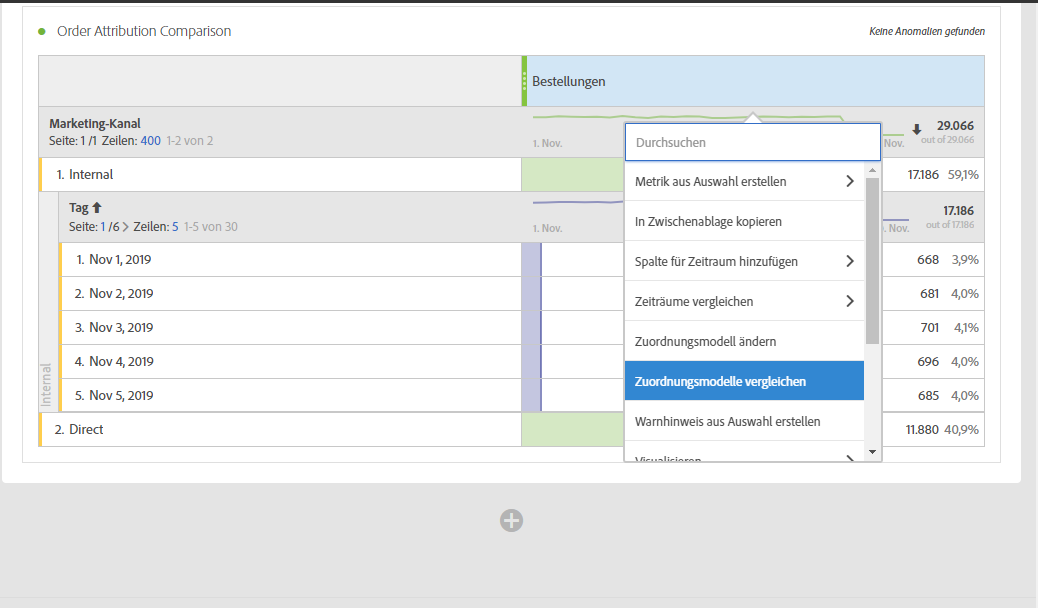 Order Attribution Comparison
Keine Anomalien gefunden
Bestellungen
Marketing-Kanal
Seite: 1 /1 Zeilen: 400 1-2 von 2
1. Nov.
Nov.
29.066
out of 29.066
Durchsuchen
1. Internal
17.186 59,1%
Metrik aus Auswahl erstellen
Tag
Seite: 1 /6 Zeilen: 5 1-5 von 30
1. Nov.
. Nov.
17.186
out of 17.186
In Zwischenablage kopieren
1. Nov 1, 2019
668 3,9%
Spalte für Zeitraum hinzufügen
2. Nov 2, 2019
681 4,0%
Zeiträume vergleichen
3. Nov 3, 2019
701 4,1%
Zuordnungsmodell ändern
4. Nov 4, 2019
696 4,0%
Zuordnungsmodelle vergleichen
5. Nov 5, 2019
685 4,0%
Internal
Warnhinweis aus Auswahl erstellen
2. Direct
11.880 40,9%
Visualisieren